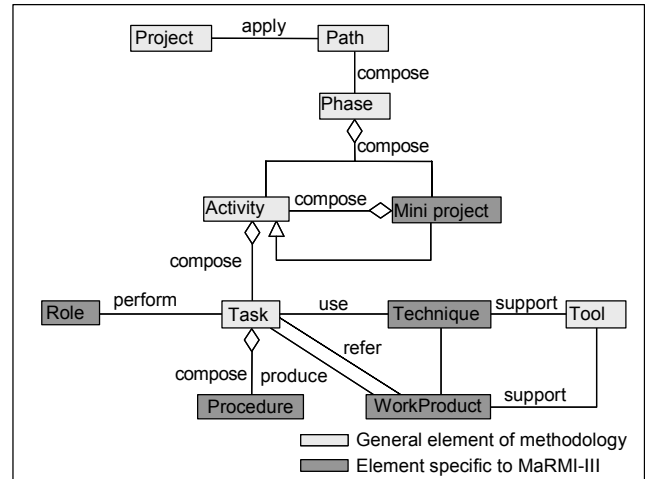 Project
apply
Path
compose
Phase
compose
Activity
compose
Mini project
compose
Role
perform
Task
use
Technique
support
Tool
refer
compose
produce
support
Procedure
WorkProduct
General element of methodology
Element specific to MaRMI-III